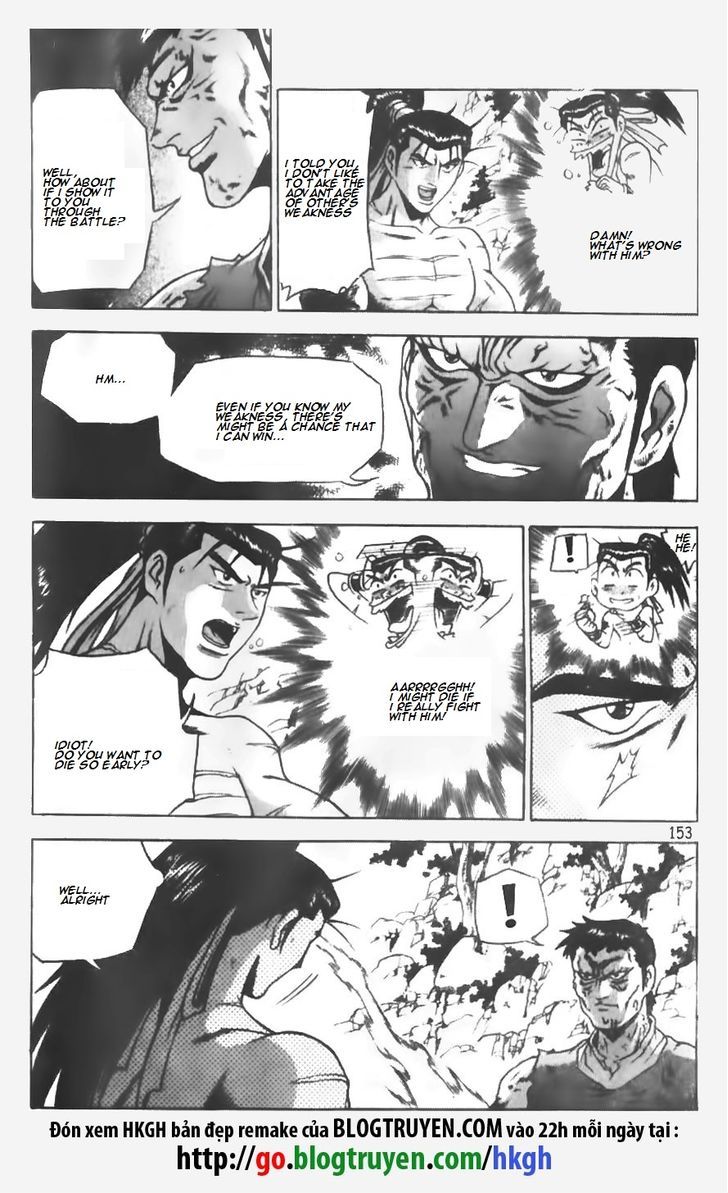 WELL,
HOW ABOUT
IF I SHOW IT
TO YOU
THROUGH
THE BATTLE?
I TOLD YOU,
I DON'T LIKE
TO TAKE THE
ADVANTAGE
OF OTHER'S
WEAKNESS
DAMN!
WHAT'S WRONG
WITH HIM?
HM...
EVEN IF YOU KNOW MY
WEAKNESS, THERE'S
MIGHT BE A CHANCE THAT
I CAN WIN...
IDIOT!
DO YOU WANT TO
DIE SO EARLY?
AARRRRGGHH!
I MIGHT DIE IF
I REALLY FIGHT
WITH HIM!
!
HE
HE!
153
WELL...
ALRIGHT
!
Đón xem HKGH bản đẹp remake của BLOGTRUYEN.COM vào 22h mỗi ngày tại :
http://go.blogtruyen.com/hkgh